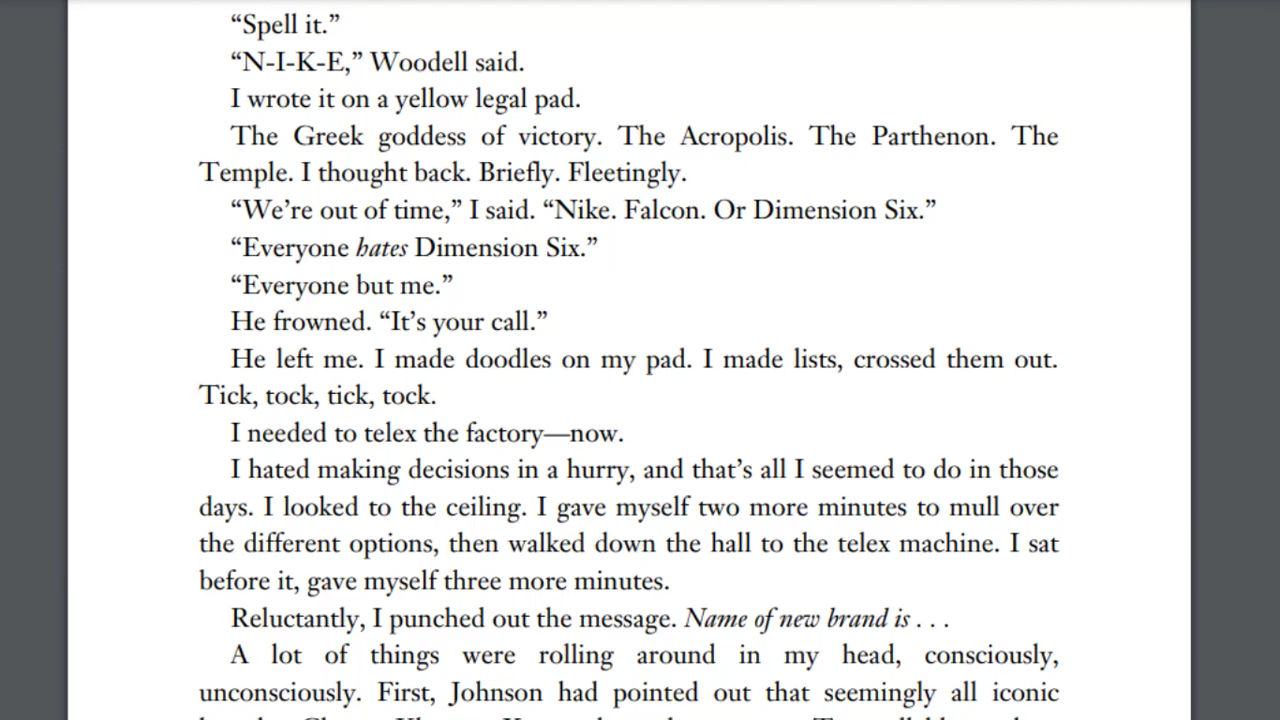 “Spell it.”
“N-I-K-E,” Woodell said.
I wrote it on a yellow legal pad.
The Greek goddess of victory. The Acropolis. The Parthenon. The
Temple. I thought back. Briefly. Fleetingly.
“We’re out of time,” I said. “Nike. Falcon. Or Dimension Six.”
“Everyone hates Dimension Six.”
“Everyone but me.”
He frowned. “It’s your call.”
He left me. I made doodles on my pad. I made lists, crossed them out.
Tick, tock, tick, tock.
I needed to telex the factory—now.
I hated making decisions in a hurry, and that’s all I seemed to do in those
days. I looked to the ceiling. I gave myself two more minutes to mull over
the different options, then walked down the hall to the telex machine. I sat
before it, gave myself three more minutes.
Reluctantly, I punched out the message. Name of new brand is . . .
A lot of things were rolling around in my head, consciously,
unconsciously. First, Johnson had pointed out that seemingly all iconic